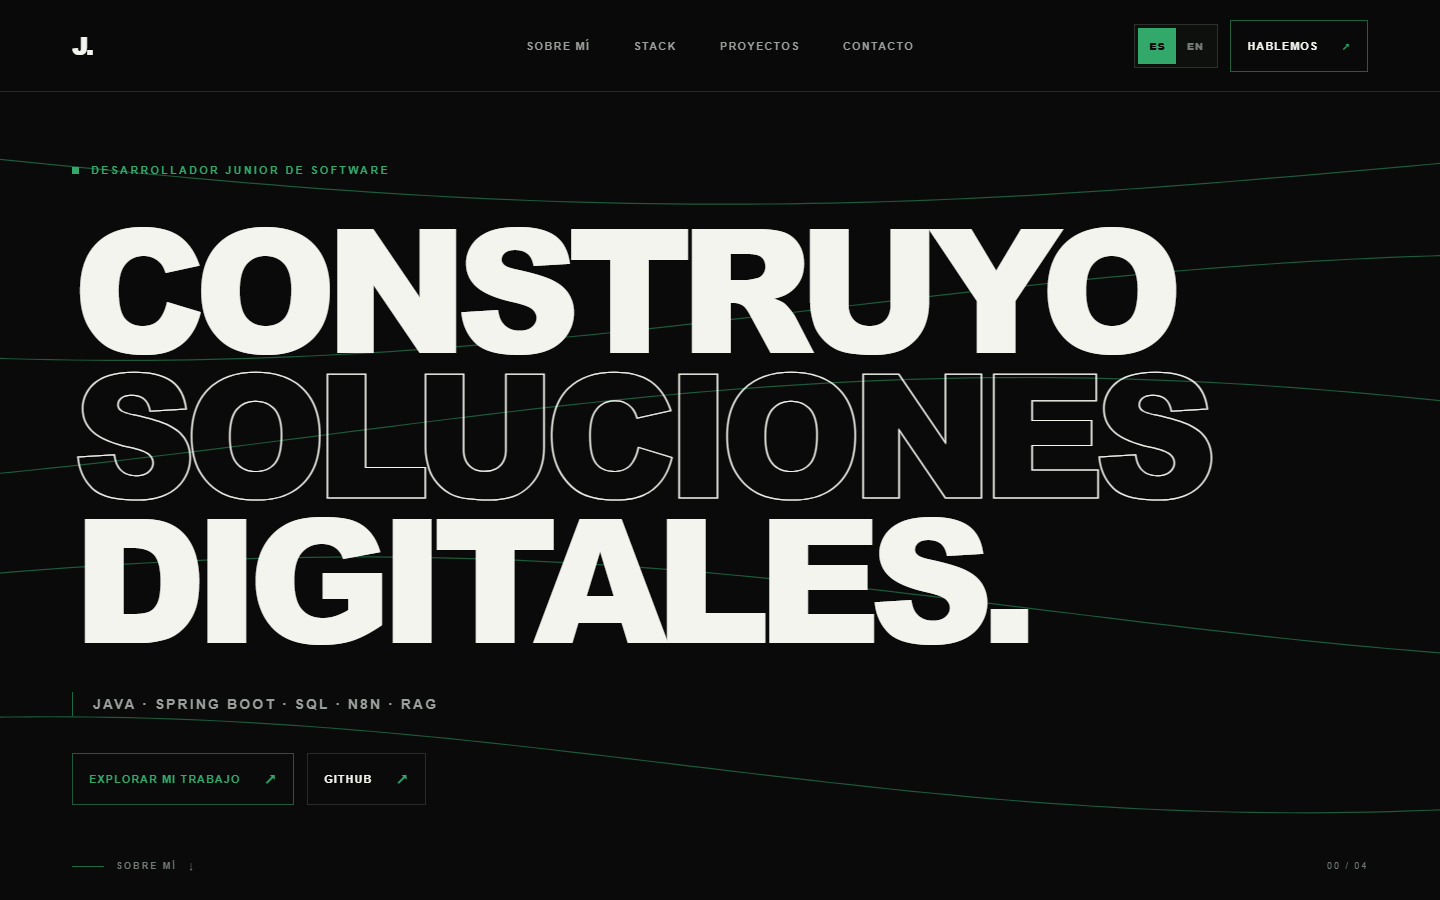 J.
SOBRE MÍ STACK PROYECTOS CONTACTO
ES EN
HABLEMOS ↗
DESARROLLADOR JUNIOR DE SOFTWARE
CONSTRUYO
SOLUCIONES
DIGITALES.
JAVA · SPRING BOOT · SQL · N8N · RAG
EXPLORAR MI TRABAJO ↗
GITHUB ↗
SOBRE MÍ ↓
00 / 04